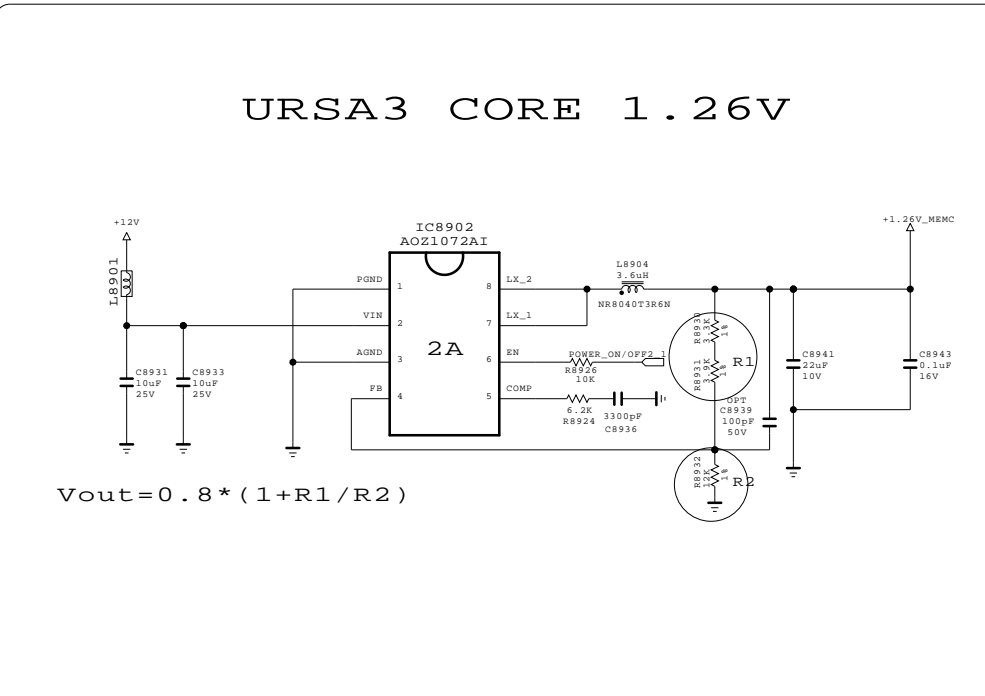 URSA3 CORE 1.26V
+12V
L8901
C8931
10uF
25V
C8933
10uF
25V
IC8902
AOZ1072AI
PGND
1
VIN
2
AGND
3
FB
4
2A
8
LX_2
7
LX_1
6
EN
5
COMP
L8904
3.6uH
NR8040T3R6N
POWER_ON/OFF2_1
R8926
10K
6.2K
R8924
3300pF
C8936
R8930
3.3K
1%
R8931
3.9K
1%
R1
OPT
C8939
100pF
50V
R8932
12K
1%
R2
C8941
22uF
10V
+1.26V_MEMC
C8943
0.1uF
16V
Vout=0.8*(1+R1/R2)